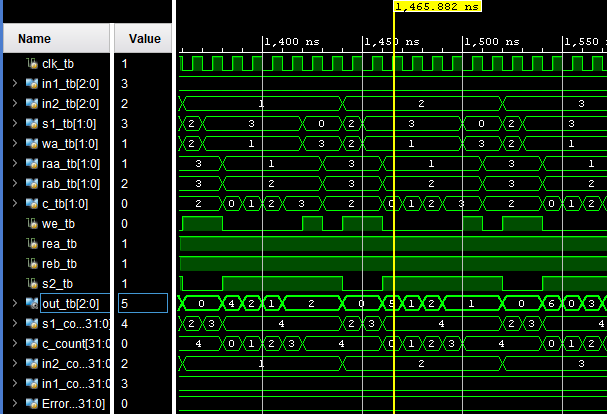 1,465.882 ns
Name Value
1,400 ns 1,450 ns 1,500 ns 1,550
clk_tb 1
in1_tb[2:0] 3
in2_tb[2:0] 2 1 2 3
s1_tb[1:0] 3 2 3 0 2 3 0 2 3
wa_tb[1:0] 1 2 1 3 2 1 3 2 1
raa_tb[1:0] 1 3 1 3 1 3 1
rab_tb[1:0] 2 3 2 3 2 3 2
c_tb[1:0] 0 2 0 1 2 3 2 0 1 2 3 2 0 1 2
we_tb 0
rea_tb 1
reb_tb 1
s2_tb 1
out_tb[2:0] 5 0 4 2 1 2 0 5 1 2 1 0 6 0 3
s1_co...31:0] 4 2 3 4 2 3 4 2 3 4
c_count[31:0] 0 4 0 1 2 3 4 0 1 2 3 4 0 1 2
in2_co...31:0] 2 1 2 3
in1_co...31:0] 3
Error...31:0] 0